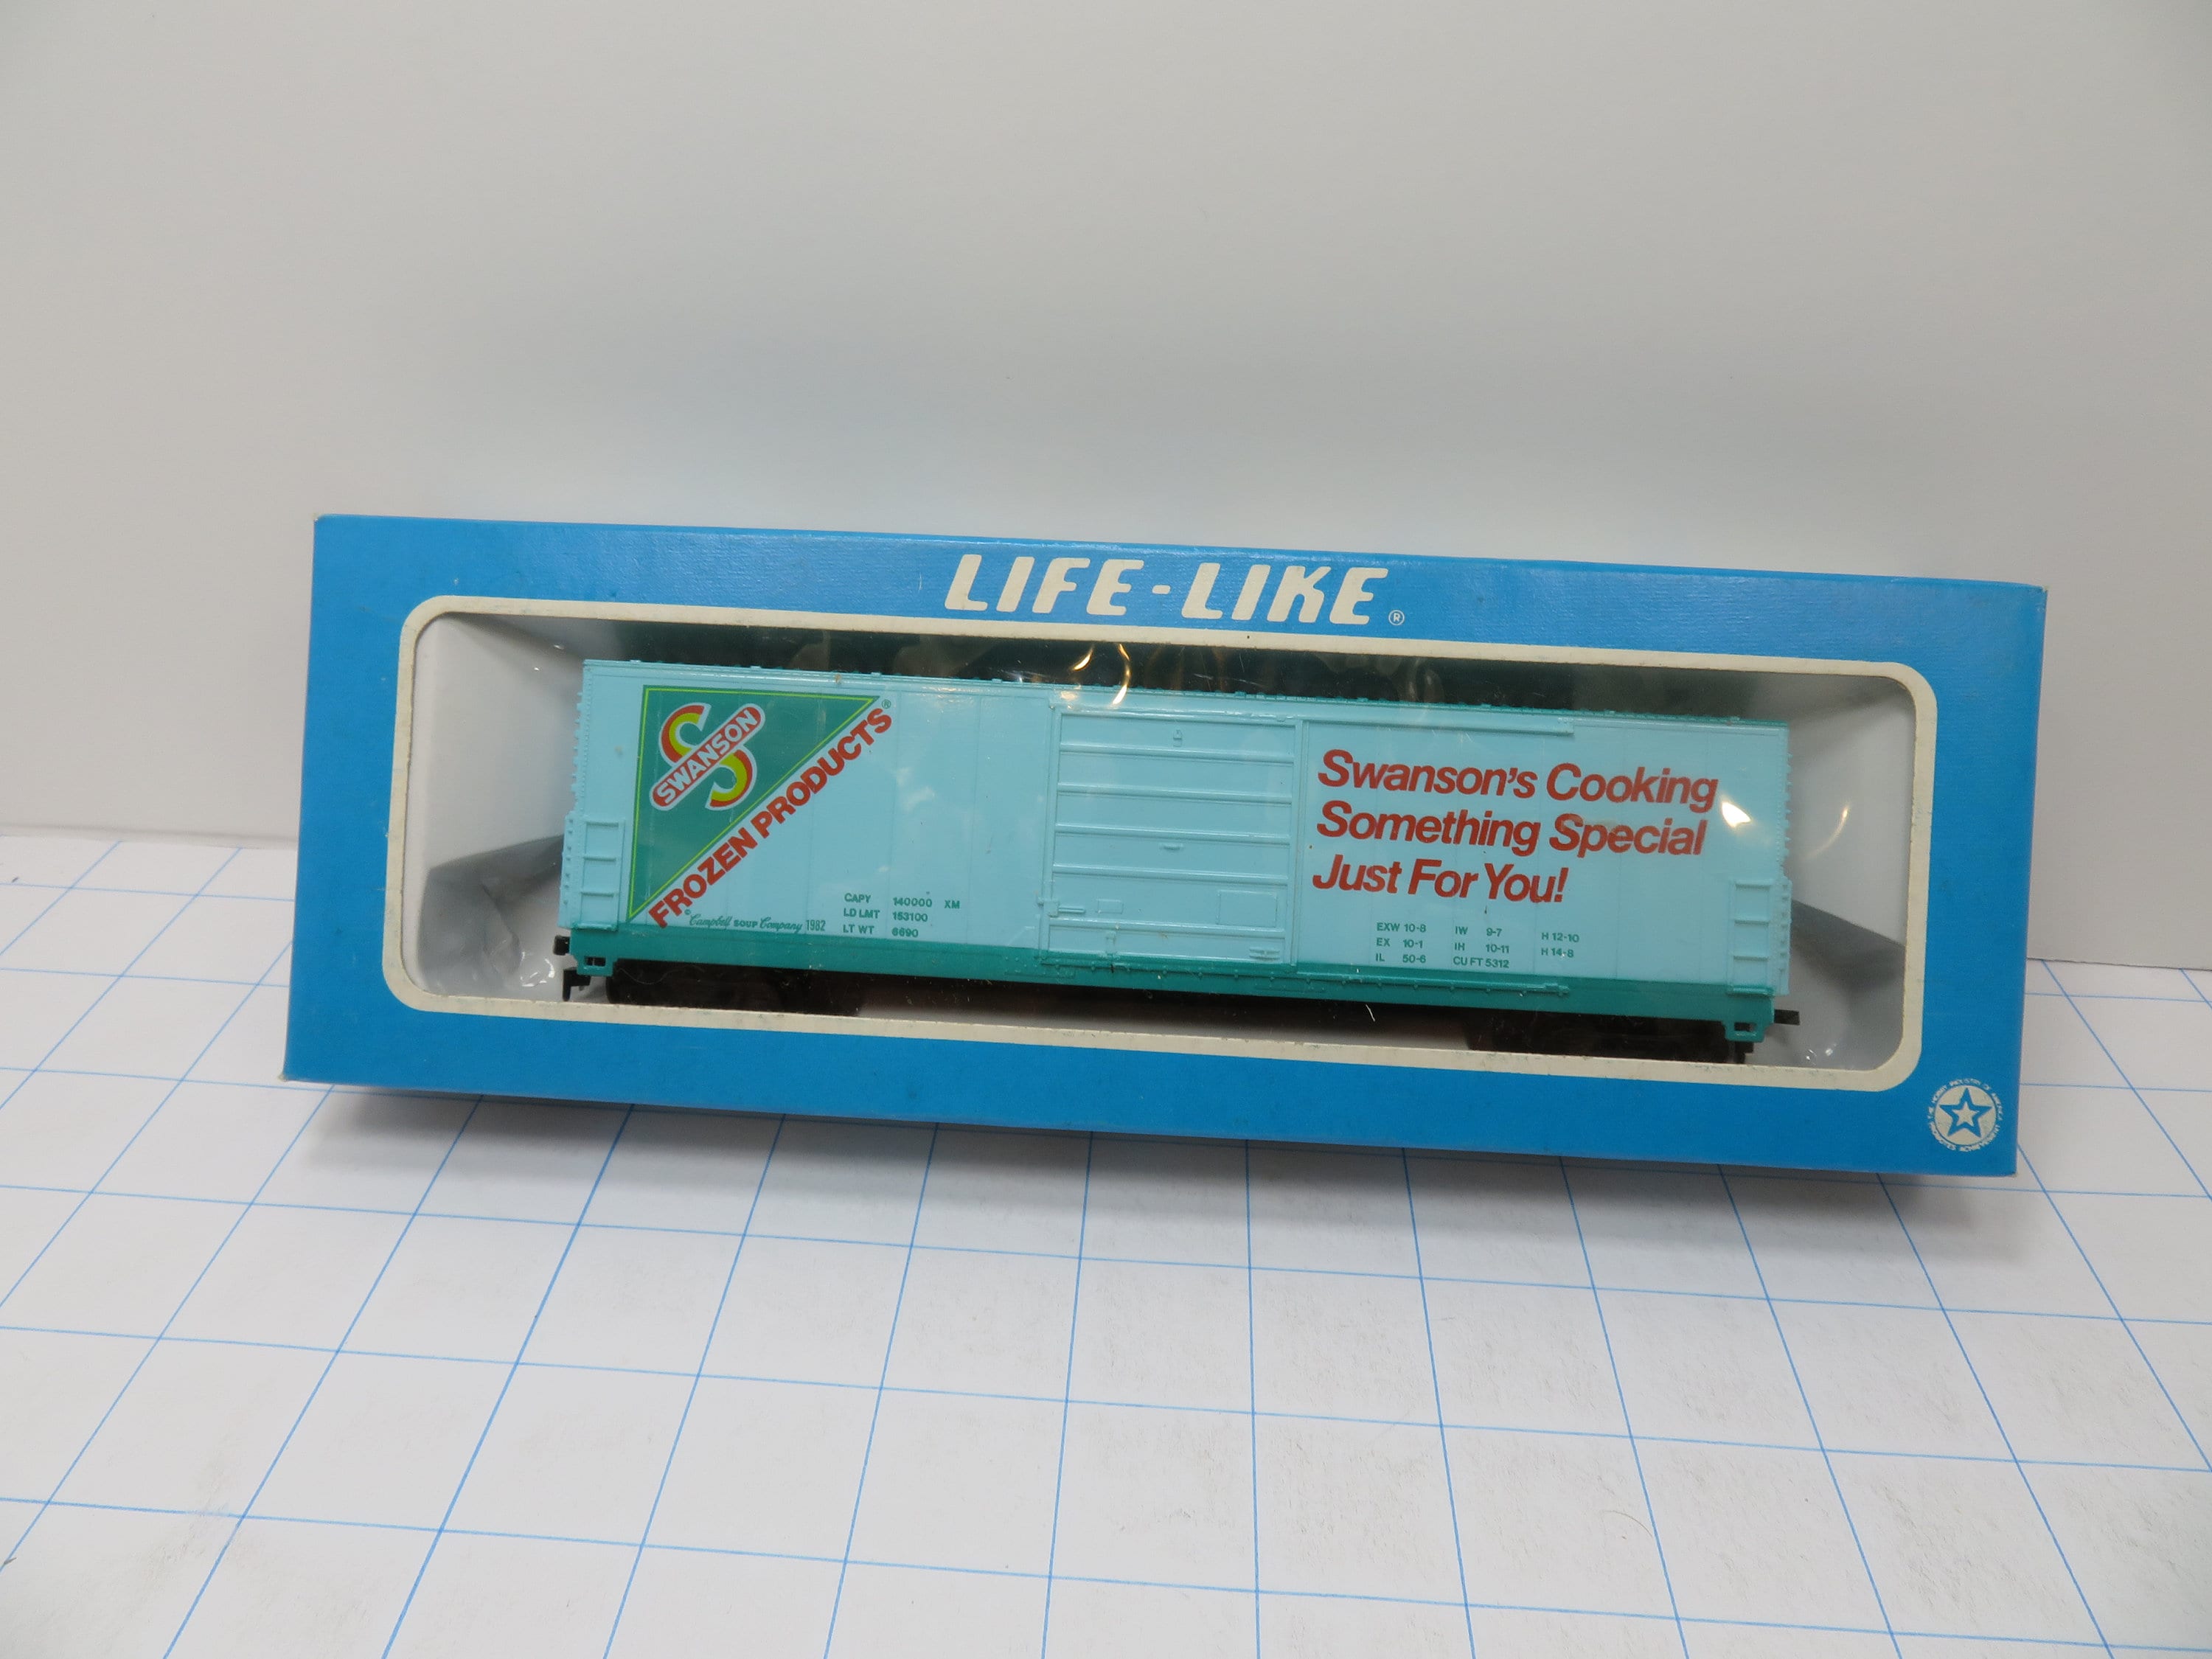 LIFE-LIKE®
SWANSON
FROZEN PRODUCTS®
©Campbell SOUP Company 1982
CAPY 140000 XM
LD LMT 153100
LT WT 6690
Swanson's Cooking
Something Special
Just For You!
EXW 10-8 IW 9-7 H 12-10
EX 10-1 IH 10-11 H 14-8
IL 50-6 CU FT 5312